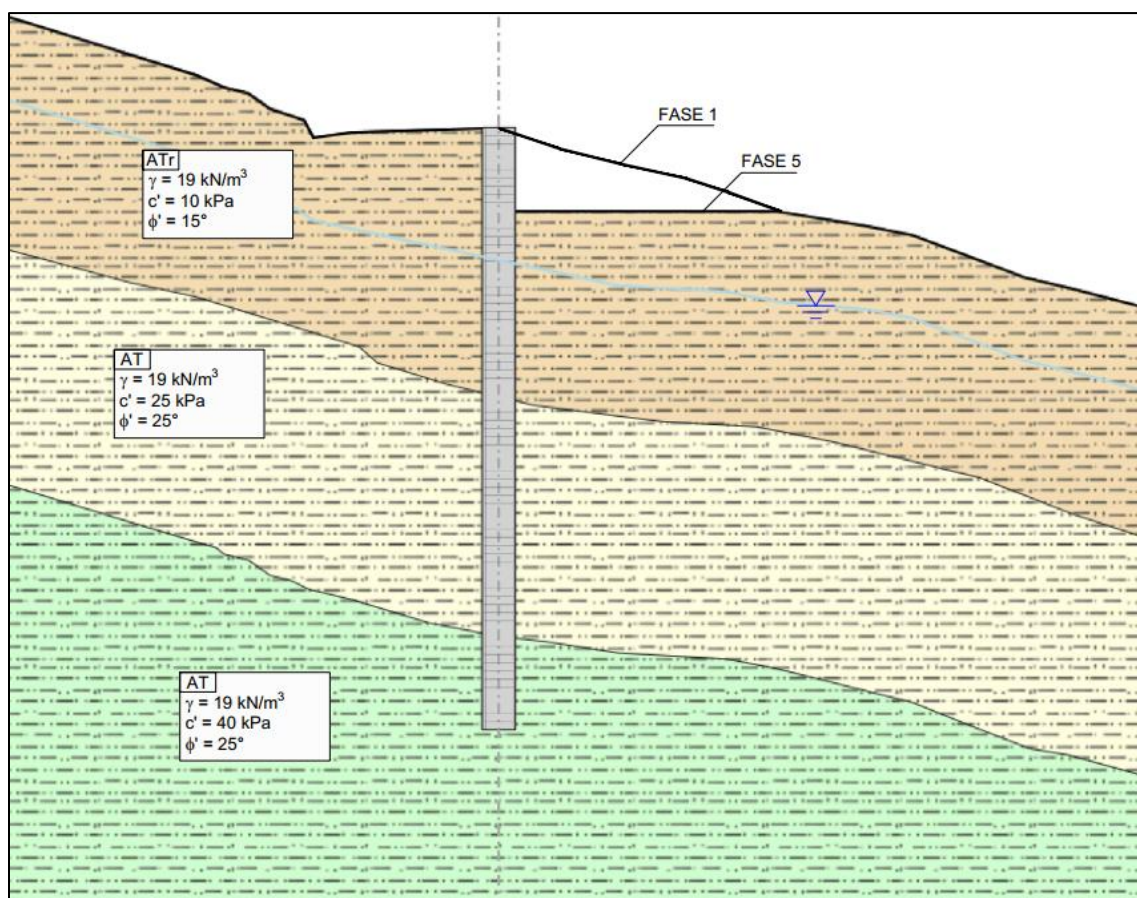 FASE 1
FASE 5
ATr
γ = 19 kN/m³
c' = 10 kPa
ϕ' = 15°
AT
γ = 19 kN/m³
c' = 25 kPa
ϕ' = 25°
AT
γ = 19 kN/m³
c' = 40 kPa
ϕ' = 25°